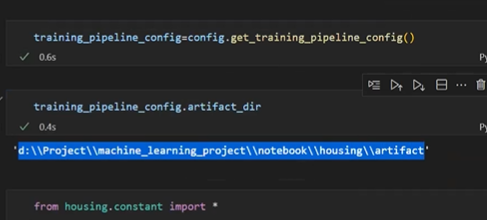 training_pipeline_config=config.get_training_pipeline_config()
0.6s
training_pipeline_config.artifact_dir
0.4s
'd:\\Project\\machine_learning_project\\notebook\\housing\\artifact'
from housing.constant import *